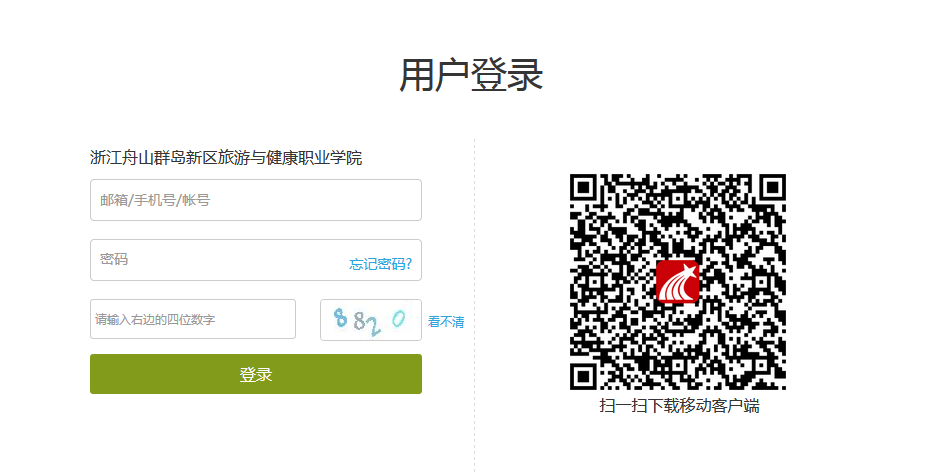 用户登录
浙江舟山群岛新区旅游与健康职业学院
邮箱/手机号/帐号
密码
忘记密码?
请输入右边的四位数字
8820
看不清
登录
扫一扫下载移动客户端